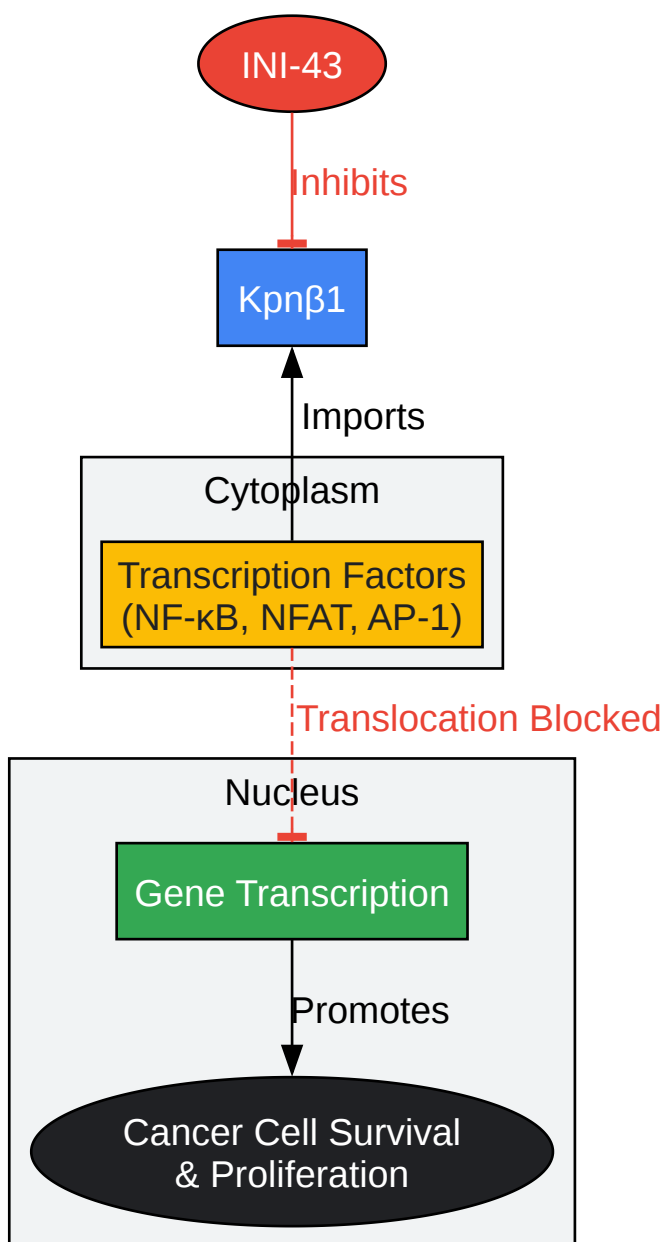 INI-43
Inhibits
Kpnβ1
Imports
Cytoplasm
Transcription Factors
(NF-κB, NFAT, AP-1)
Translocation Blocked
Nucleus
Gene Transcription
Promotes
Cancer Cell Survival
& Proliferation